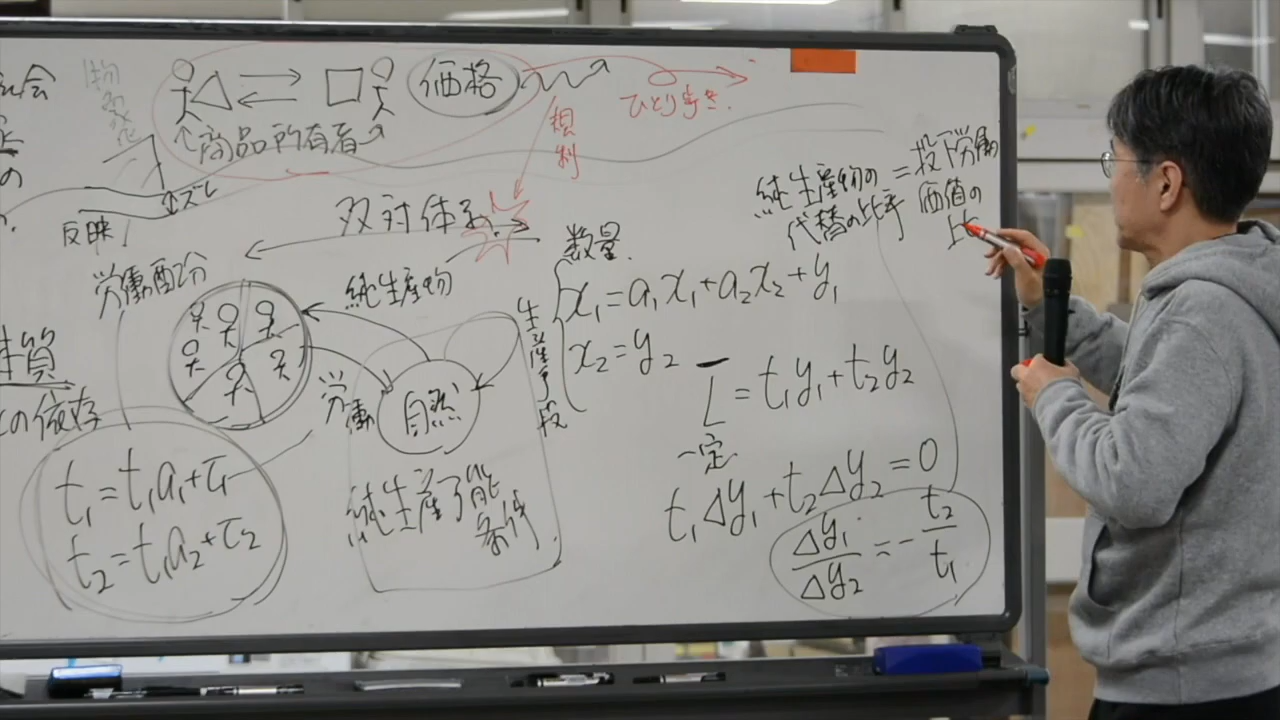 価格
ひとり歩き.
規制
商品所有者
ズレ
反映
双対体系
労働配分
純生産物
労働
自然
生産手段
純生産可能
条件
数量.
x₁=a₁x₁+a₂x₂+y₁
x₂=y₂
L̄=t₁y₁+t₂y₂
一定
t₁Δy₁+t₂Δy₂=0
Δy₁/Δy₂=-t₂/t₁
純生産物の
代替の比率
=投下労働
価値の
比
本質
の依存
t₁=t₁a₁+τ₁
t₂=t₁a₂+τ₂